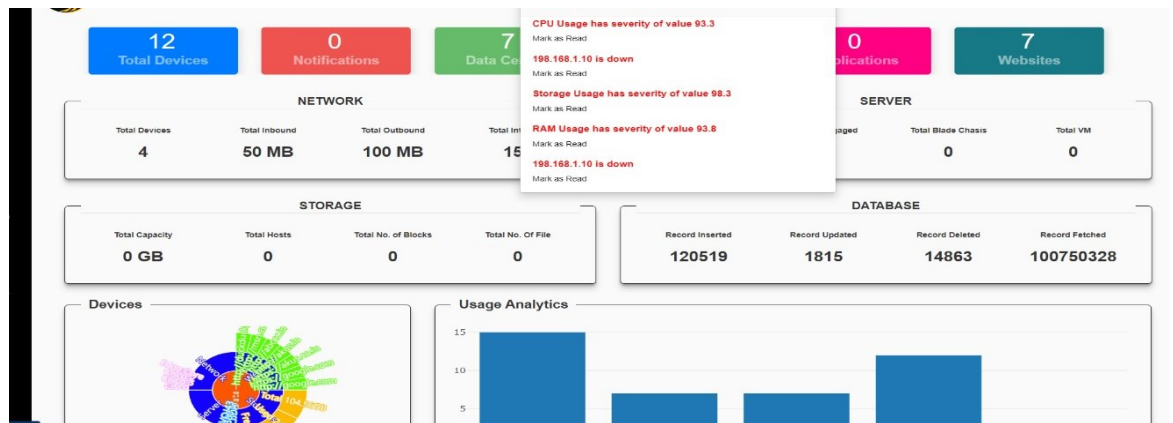 12
Total Devices
0
Notifications
7
0
7
Websites
CPU Usage has severity of value 93.3
Mark as Read
198.168.1.10 is down
Mark as Read
Storage Usage has severity of value 98.3
Mark as Read
RAM Usage has severity of value 93.8
Mark as Read
198.168.1.10 is down
Mark as Read
NETWORK
Total Devices
4
Total Inbound
50 MB
Total Outbound
100 MB
Total
15
SERVER
Total Blade Chasis
0
Total VM
0
STORAGE
Total Capacity
0 GB
Total Hosts
0
Total No. of Blocks
0
Total No. Of File
0
DATABASE
Record Inserted
120519
Record Updated
1815
Record Deleted
14863
Record Fetched
100750328
Devices
Network
Server
Total
Usage Analytics
15
10
5